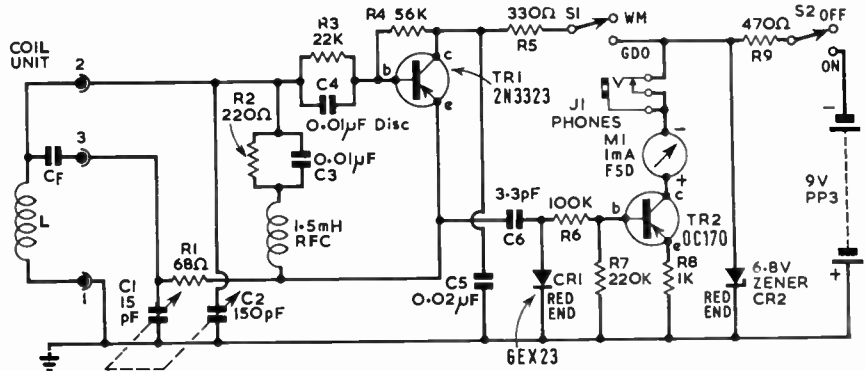 COIL
UNIT
2
3
1
CF
L
C1
15
pF
R1
68Ω
C2
150pF
R2
220Ω
0.01µF
C3
1.5mH
RFC
R3
22K
C4
0.01µF Disc
R4 56K
b
c
e
TR1
2N3323
330Ω
R5
S1
WM
GDO
3.3pF
C6
100K
R6
C5
0.02µF
CR1
RED
END
GEX23
R7
220K
b
c
e
TR2
OC170
R8
1K
J1
PHONES
M1
1mA
FSD
-
+
470Ω
R9
S2
OFF
ON
6.8V
ZENER
CR2
RED
END
-
9V
PP3
+